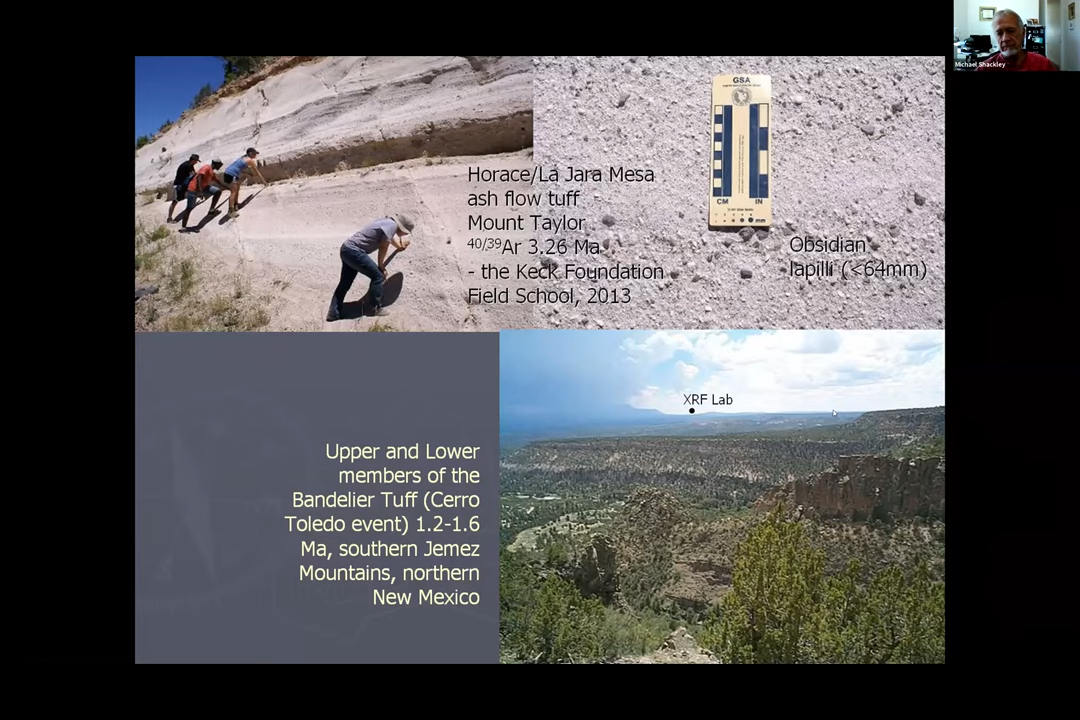 Michael Shackley
GSA
CM
IN
mm
Horace/La Jara Mesa
ash flow tuff
Mount Taylor
40/39Ar 3.26 Ma
- the Keck Foundation
Field School, 2013
Obsidian
lapilli (<64mm)
XRF Lab
Upper and Lower
members of the
Bandelier Tuff (Cerro
Toledo event) 1.2-1.6
Ma, southern Jemez
Mountains, northern
New Mexico